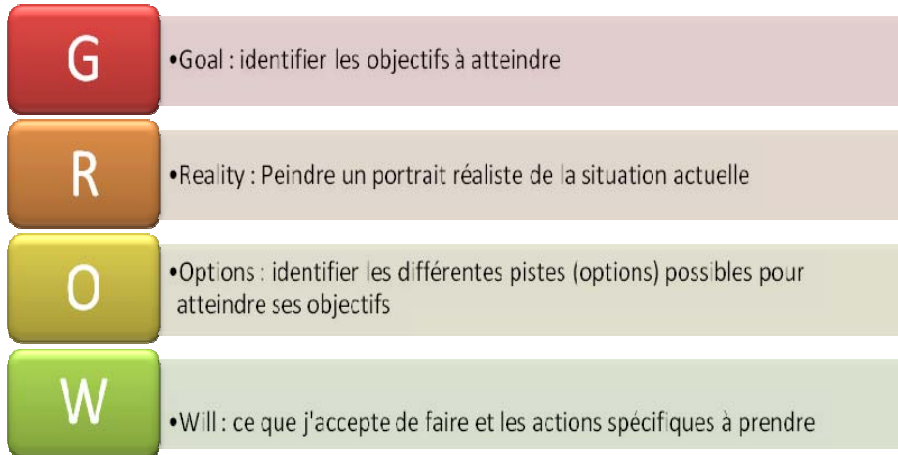 G
•Goal : identifier les objectifs à atteindre
R
•Reality : Peindre un portrait réaliste de la situation actuelle
O
•Options : identifier les différentes pistes (options) possibles pour
atteindre ses objectifs
W
•Will : ce que j'accepte de faire et les actions spécifiques à prendre